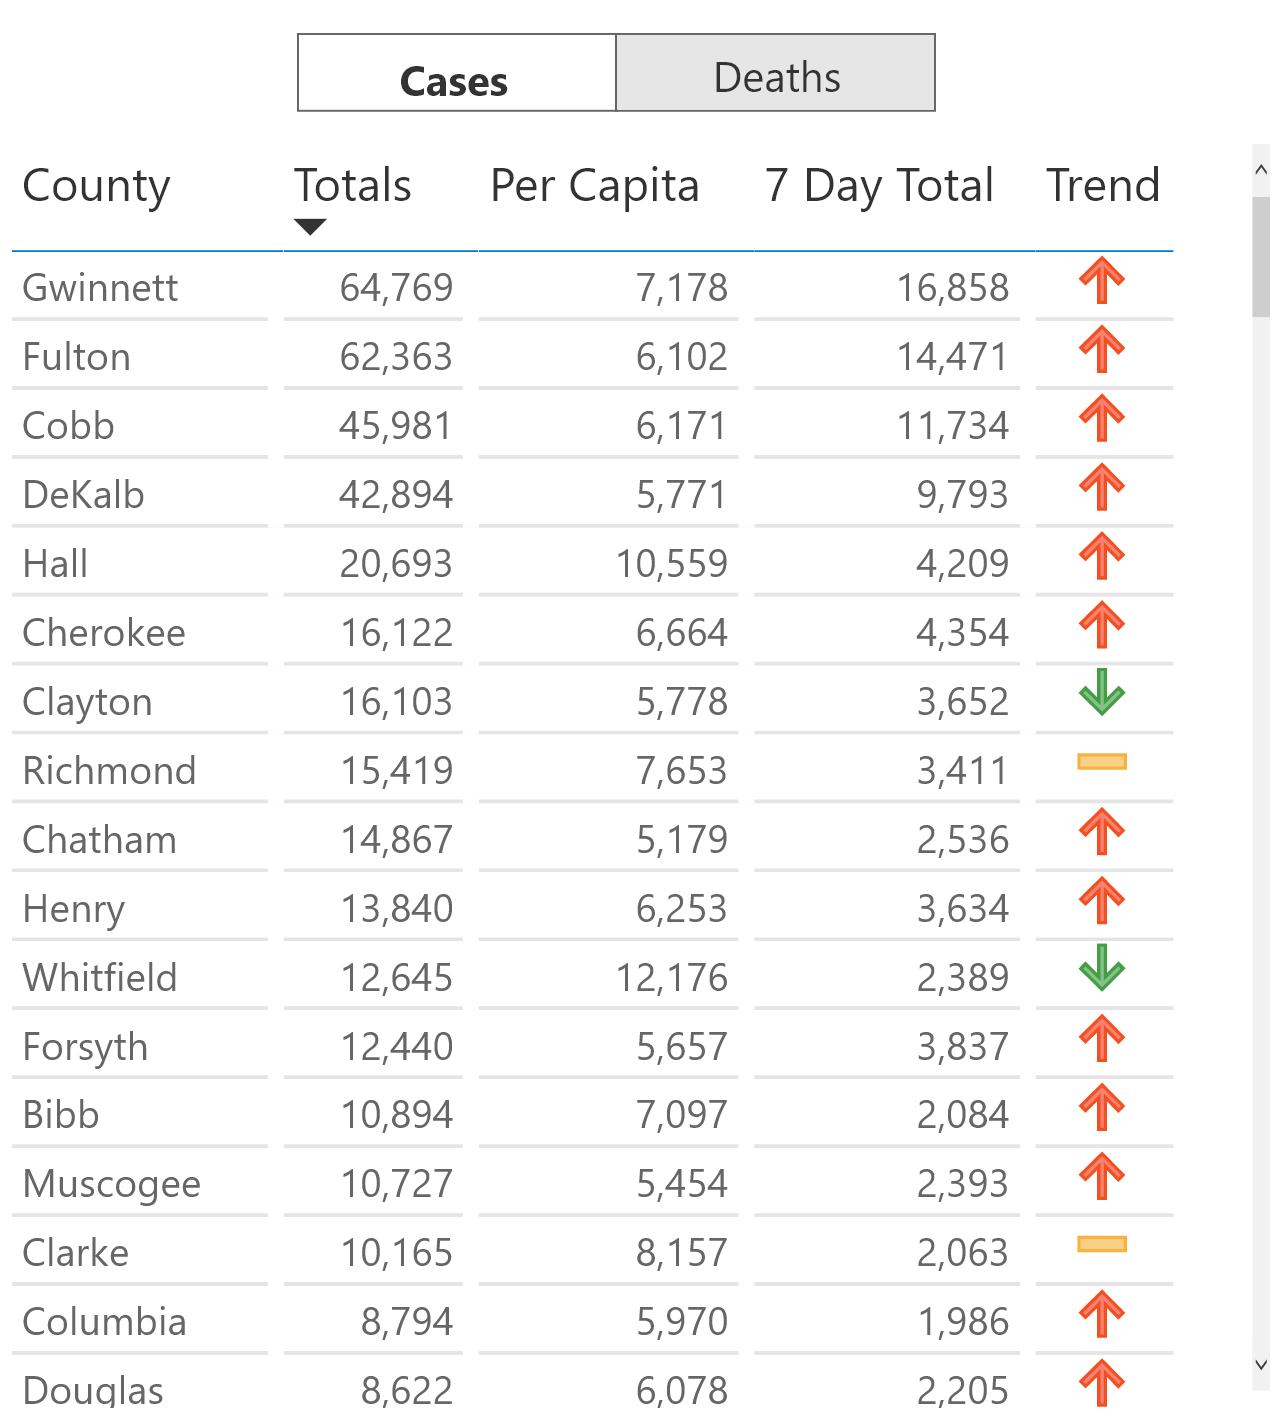 Cases Deaths
County Totals Per Capita 7 Day Total Trend
Gwinnett 64,769 7,178 16,858
Fulton 62,363 6,102 14,471
Cobb 45,981 6,171 11,734
DeKalb 42,894 5,771 9,793
Hall 20,693 10,559 4,209
Cherokee 16,122 6,664 4,354
Clayton 16,103 5,778 3,652
Richmond 15,419 7,653 3,411
Chatham 14,867 5,179 2,536
Henry 13,840 6,253 3,634
Whitfield 12,645 12,176 2,389
Forsyth 12,440 5,657 3,837
Bibb 10,894 7,097 2,084
Muscogee 10,727 5,454 2,393
Clarke 10,165 8,157 2,063
Columbia 8,794 5,970 1,986
Douglas 8,622 6,078 2,205